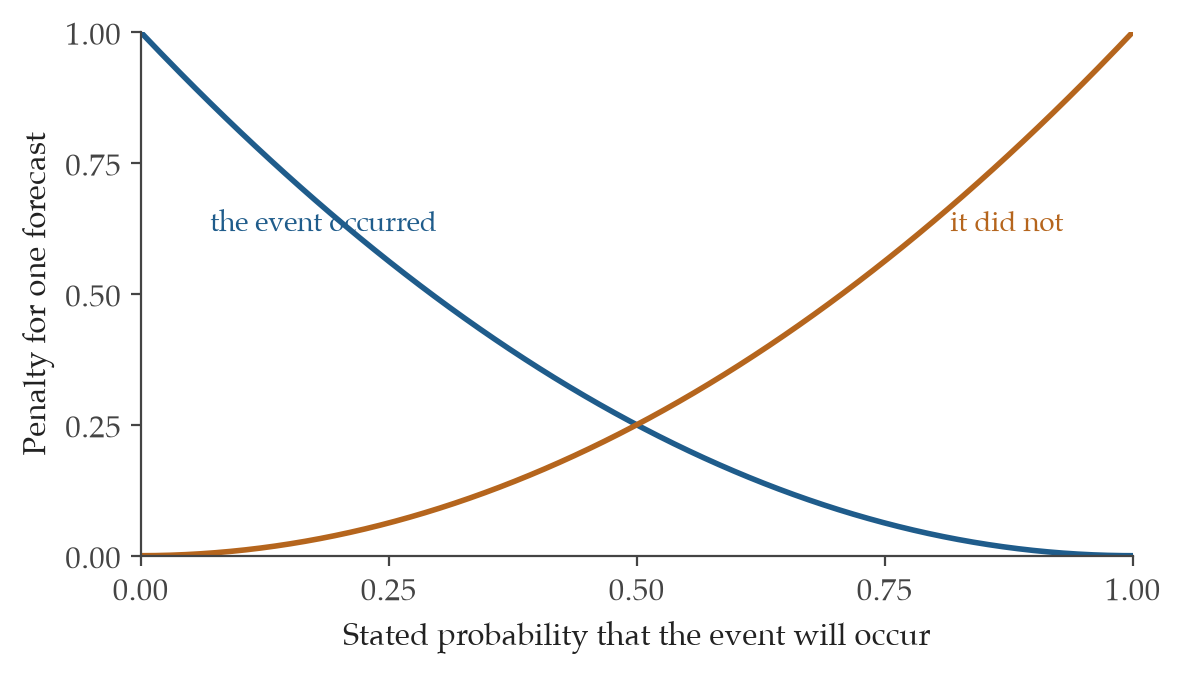 1.00
0.75
the event occurred
it did not
Penalty for one forecast
0.50
0.25
0.00
0.00 0.25 0.50 0.75 1.00
Stated probability that the event will occur